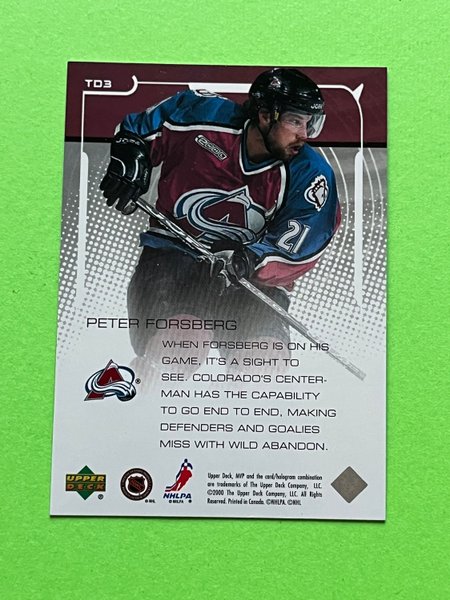 TD3
JOFA
2000
21
PETER FORSBERG
WHEN FORSBERG IS ON HIS
GAME, IT'S A SIGHT TO
SEE. COLORADO'S CENTER-
MAN HAS THE CAPABILITY
TO GO END TO END, MAKING
DEFENDERS AND GOALIES
MISS WITH WILD ABANDON.
UPPER DECK
NHLPA
Upper Deck, MVP and the card/hologram combination
are trademarks of The Upper Deck Company, LLC.
©2000 The Upper Deck Company, LLC. All Rights
Reserved. Printed in Canada. ©NHLPA. ©NHL